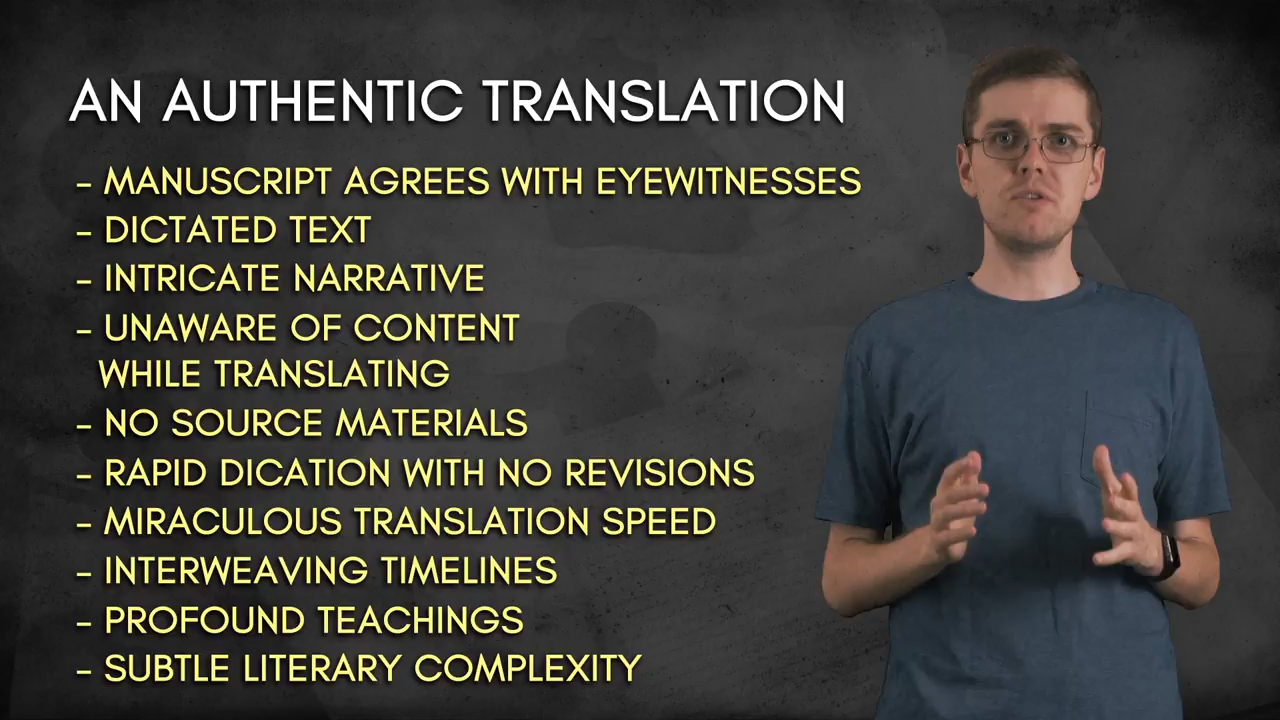 AN AUTHENTIC TRANSLATION
- MANUSCRIPT AGREES WITH EYEWITNESSES
- DICTATED TEXT
- INTRICATE NARRATIVE
- UNAWARE OF CONTENT
WHILE TRANSLATING
- NO SOURCE MATERIALS
- RAPID DICATION WITH NO REVISIONS
- MIRACULOUS TRANSLATION SPEED
- INTERWEAVING TIMELINES
- PROFOUND TEACHINGS
- SUBTLE LITERARY COMPLEXITY